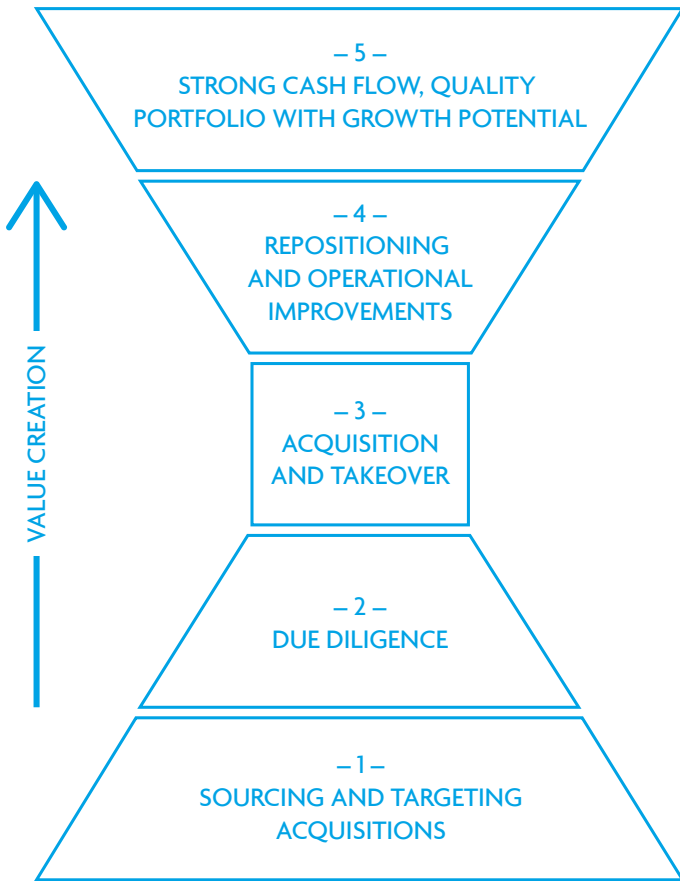 – 5 –
STRONG CASH FLOW, QUALITY
PORTFOLIO WITH GROWTH POTENTIAL
– 4 –
REPOSITIONING
AND OPERATIONAL
IMPROVEMENTS
VALUE CREATION
– 3 –
ACQUISITION
AND TAKEOVER
– 2 –
DUE DILIGENCE
– 1 –
SOURCING AND TARGETING
ACQUISITIONS